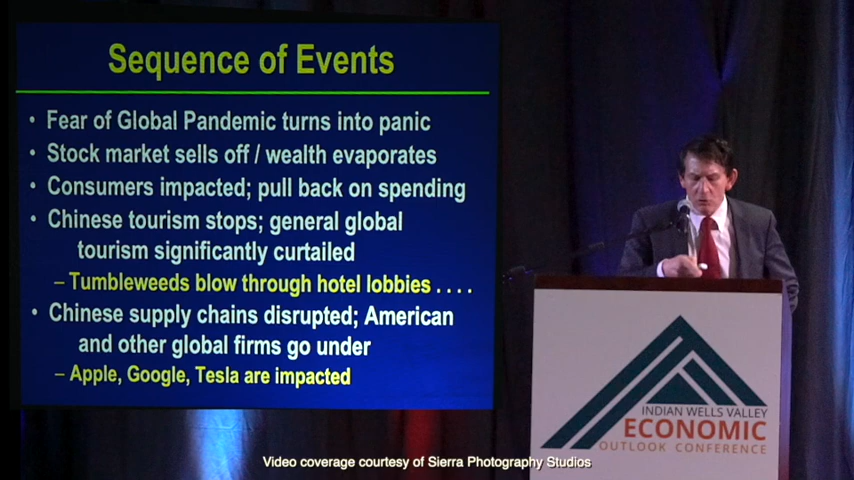 Sequence of Events
• Fear of Global Pandemic turns into panic
• Stock market sells off / wealth evaporates
• Consumers impacted; pull back on spending
• Chinese tourism stops; general global
tourism significantly curtailed
– Tumbleweeds blow through hotel lobbies . . . .
• Chinese supply chains disrupted; American
and other global firms go under
– Apple, Google, Tesla are impacted
INDIAN WELLS VALLEY
ECONOMIC
OUTLOOK CONFERENCE
Video coverage courtesy of Sierra Photography Studios